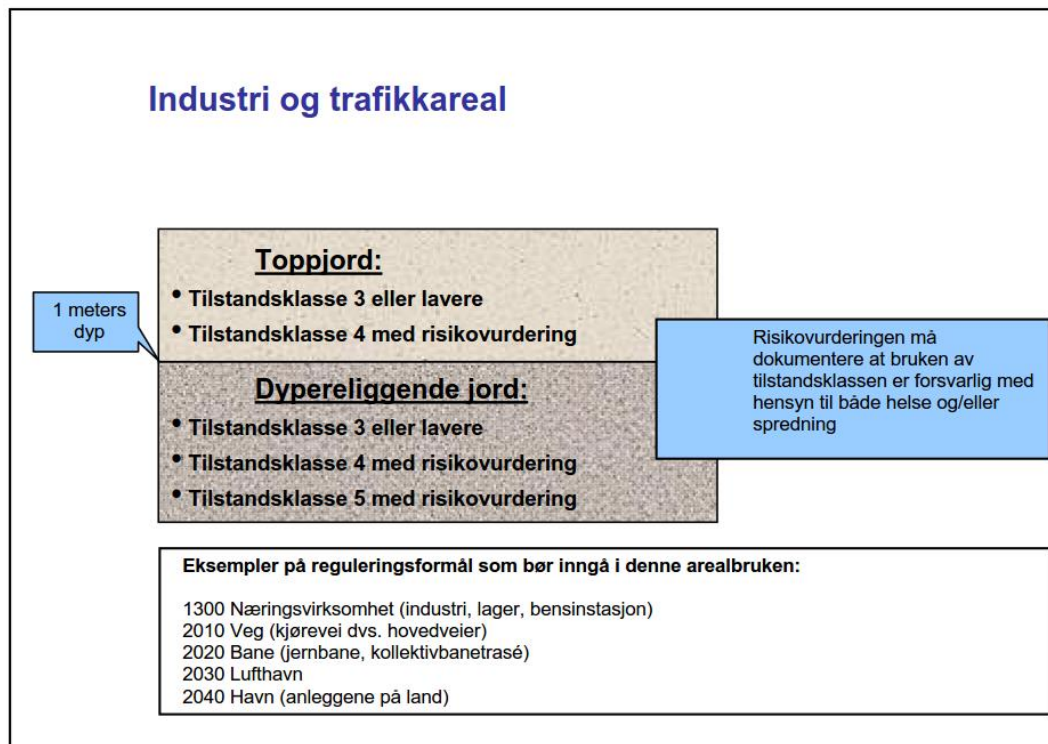 Industri og trafikkareal
Toppjord:
• Tilstandsklasse 3 eller lavere
• Tilstandsklasse 4 med risikovurdering
1 meters
dyp
Dypereliggende jord:
• Tilstandsklasse 3 eller lavere
• Tilstandsklasse 4 med risikovurdering
• Tilstandsklasse 5 med risikovurdering
Risikovurderingen må
dokumentere at bruken av
tilstandsklassen er forsvarlig med
hensyn til både helse og/eller
spredning
Eksempler på reguleringsformål som bør inngå i denne arealbruken:
1300 Næringsvirksomhet (industri, lager, bensinstasjon)
2010 Veg (kjørevei dvs. hovedveier)
2020 Bane (jernbane, kollektivbanetrasé)
2030 Lufthavn
2040 Havn (anleggene på land)